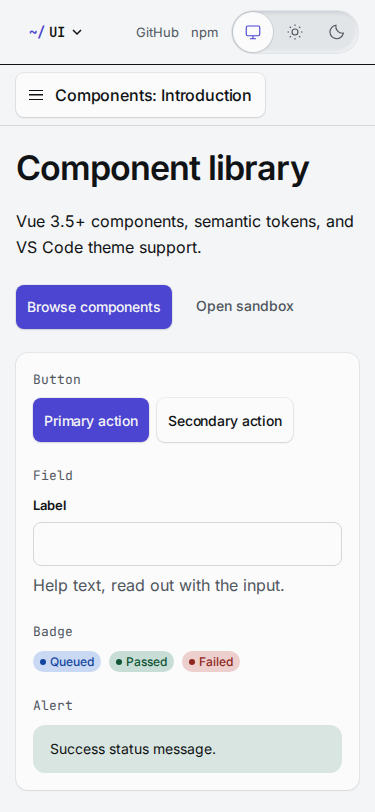 ~/ UI
GitHub npm
Components: Introduction
Component library
Vue 3.5+ components, semantic tokens, and
VS Code theme support.
Browse components
Open sandbox
Button
Primary action
Secondary action
Field
Label
Help text, read out with the input.
Badge
Queued
Passed
Failed
Alert
Success status message.